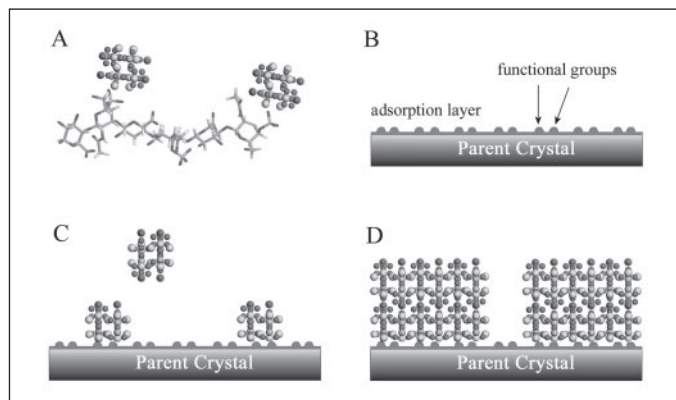 A
B
functional groups
adsorption layer
Parent Crystal
C
Parent Crystal
D
Parent Crystal